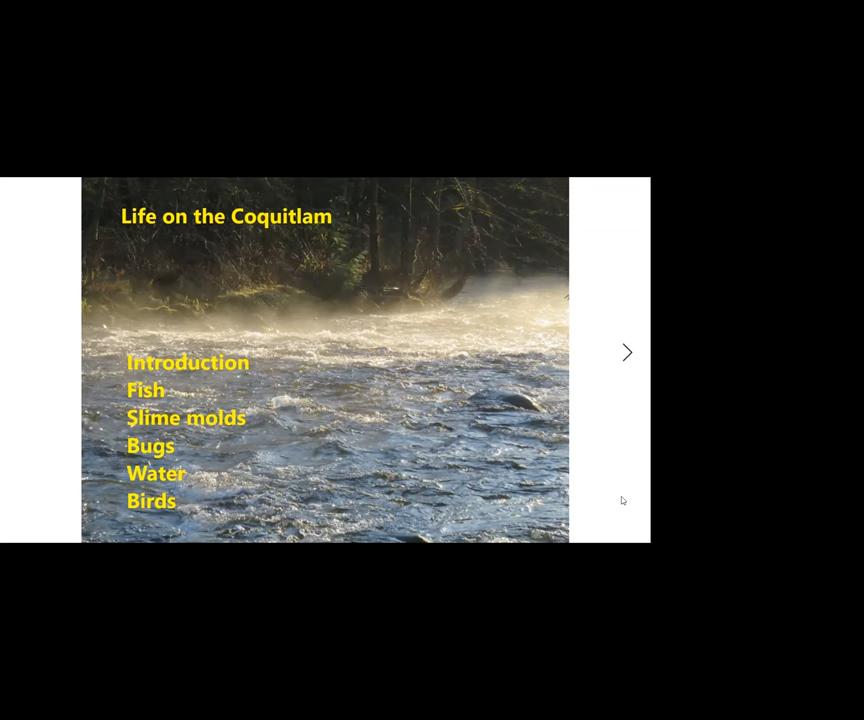 Life on the Coquitlam
Introduction
Fish
Slime molds
Bugs
Water
Birds